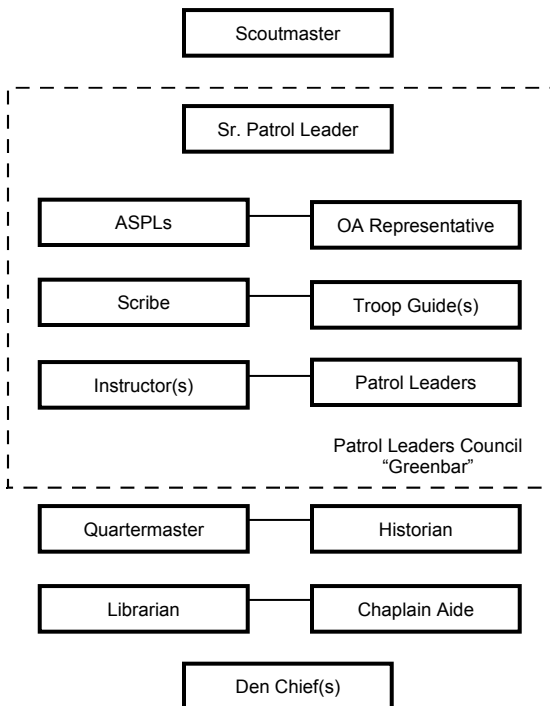 Scoutmaster
Sr. Patrol Leader
ASPLs
OA Representative
Scribe
Troop Guide(s)
Instructor(s)
Patrol Leaders
Patrol Leaders Council
“Greenbar”
Quartermaster
Historian
Librarian
Chaplain Aide
Den Chief(s)